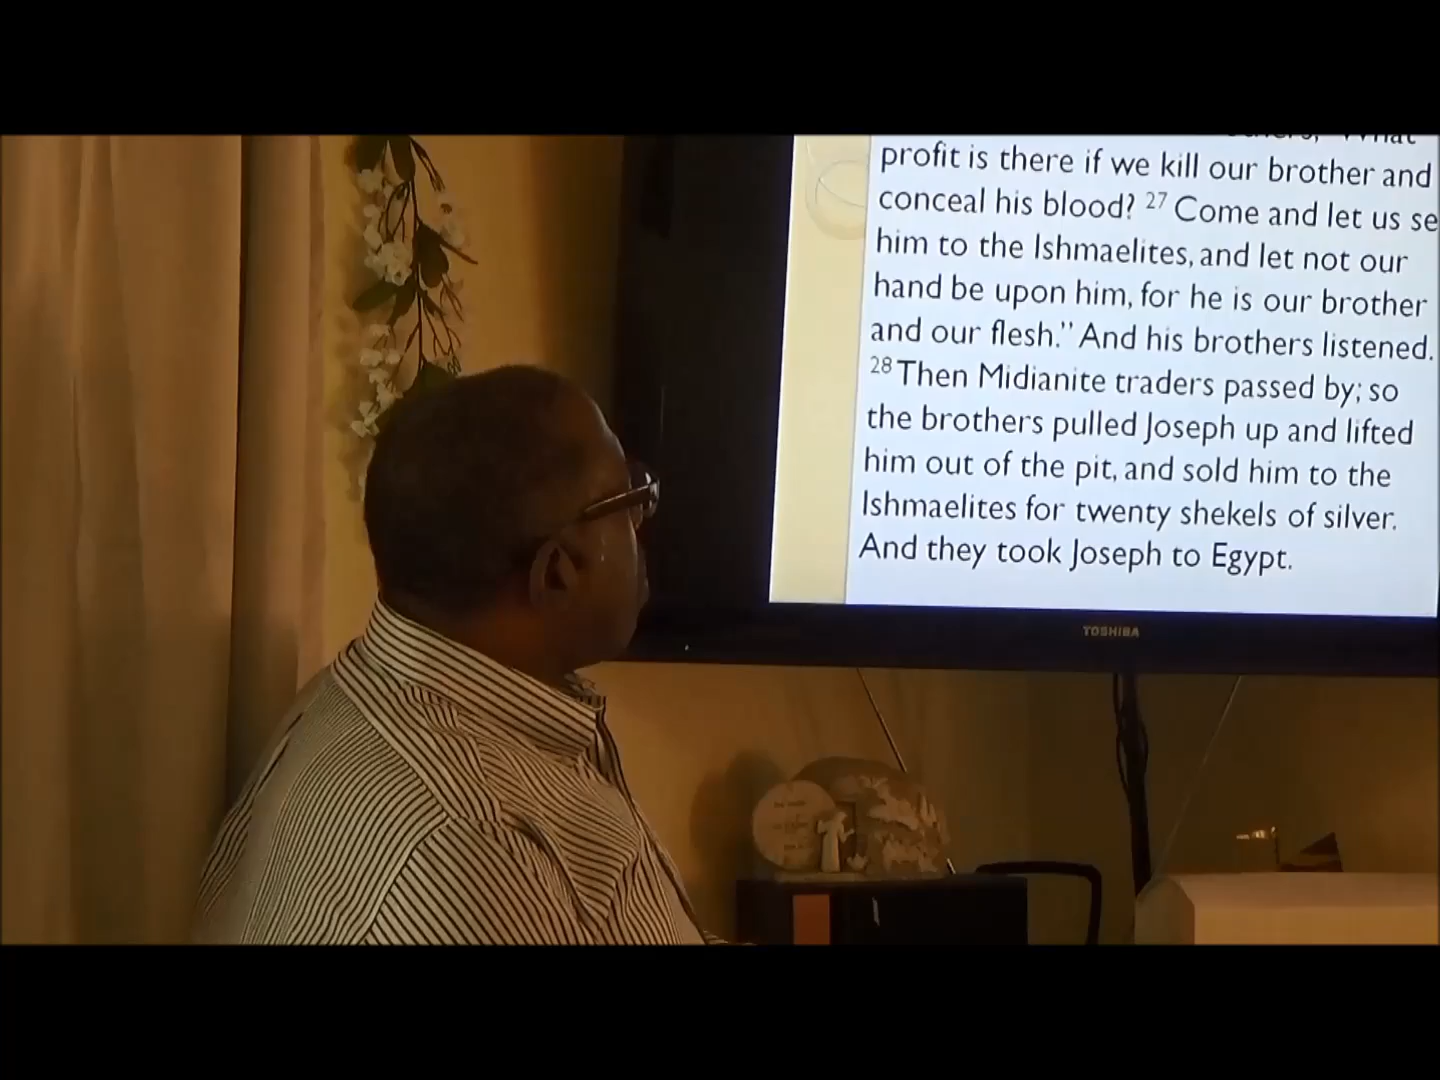 profit is there if we kill our brother and
conceal his blood? 27 Come and let us se
him to the Ishmaelites, and let not our
hand be upon him, for he is our brother
and our flesh." And his brothers listened.
28 Then Midianite traders passed by; so
the brothers pulled Joseph up and lifted
him out of the pit, and sold him to the
Ishmaelites for twenty shekels of silver.
And they took Joseph to Egypt.
TOSHIBA